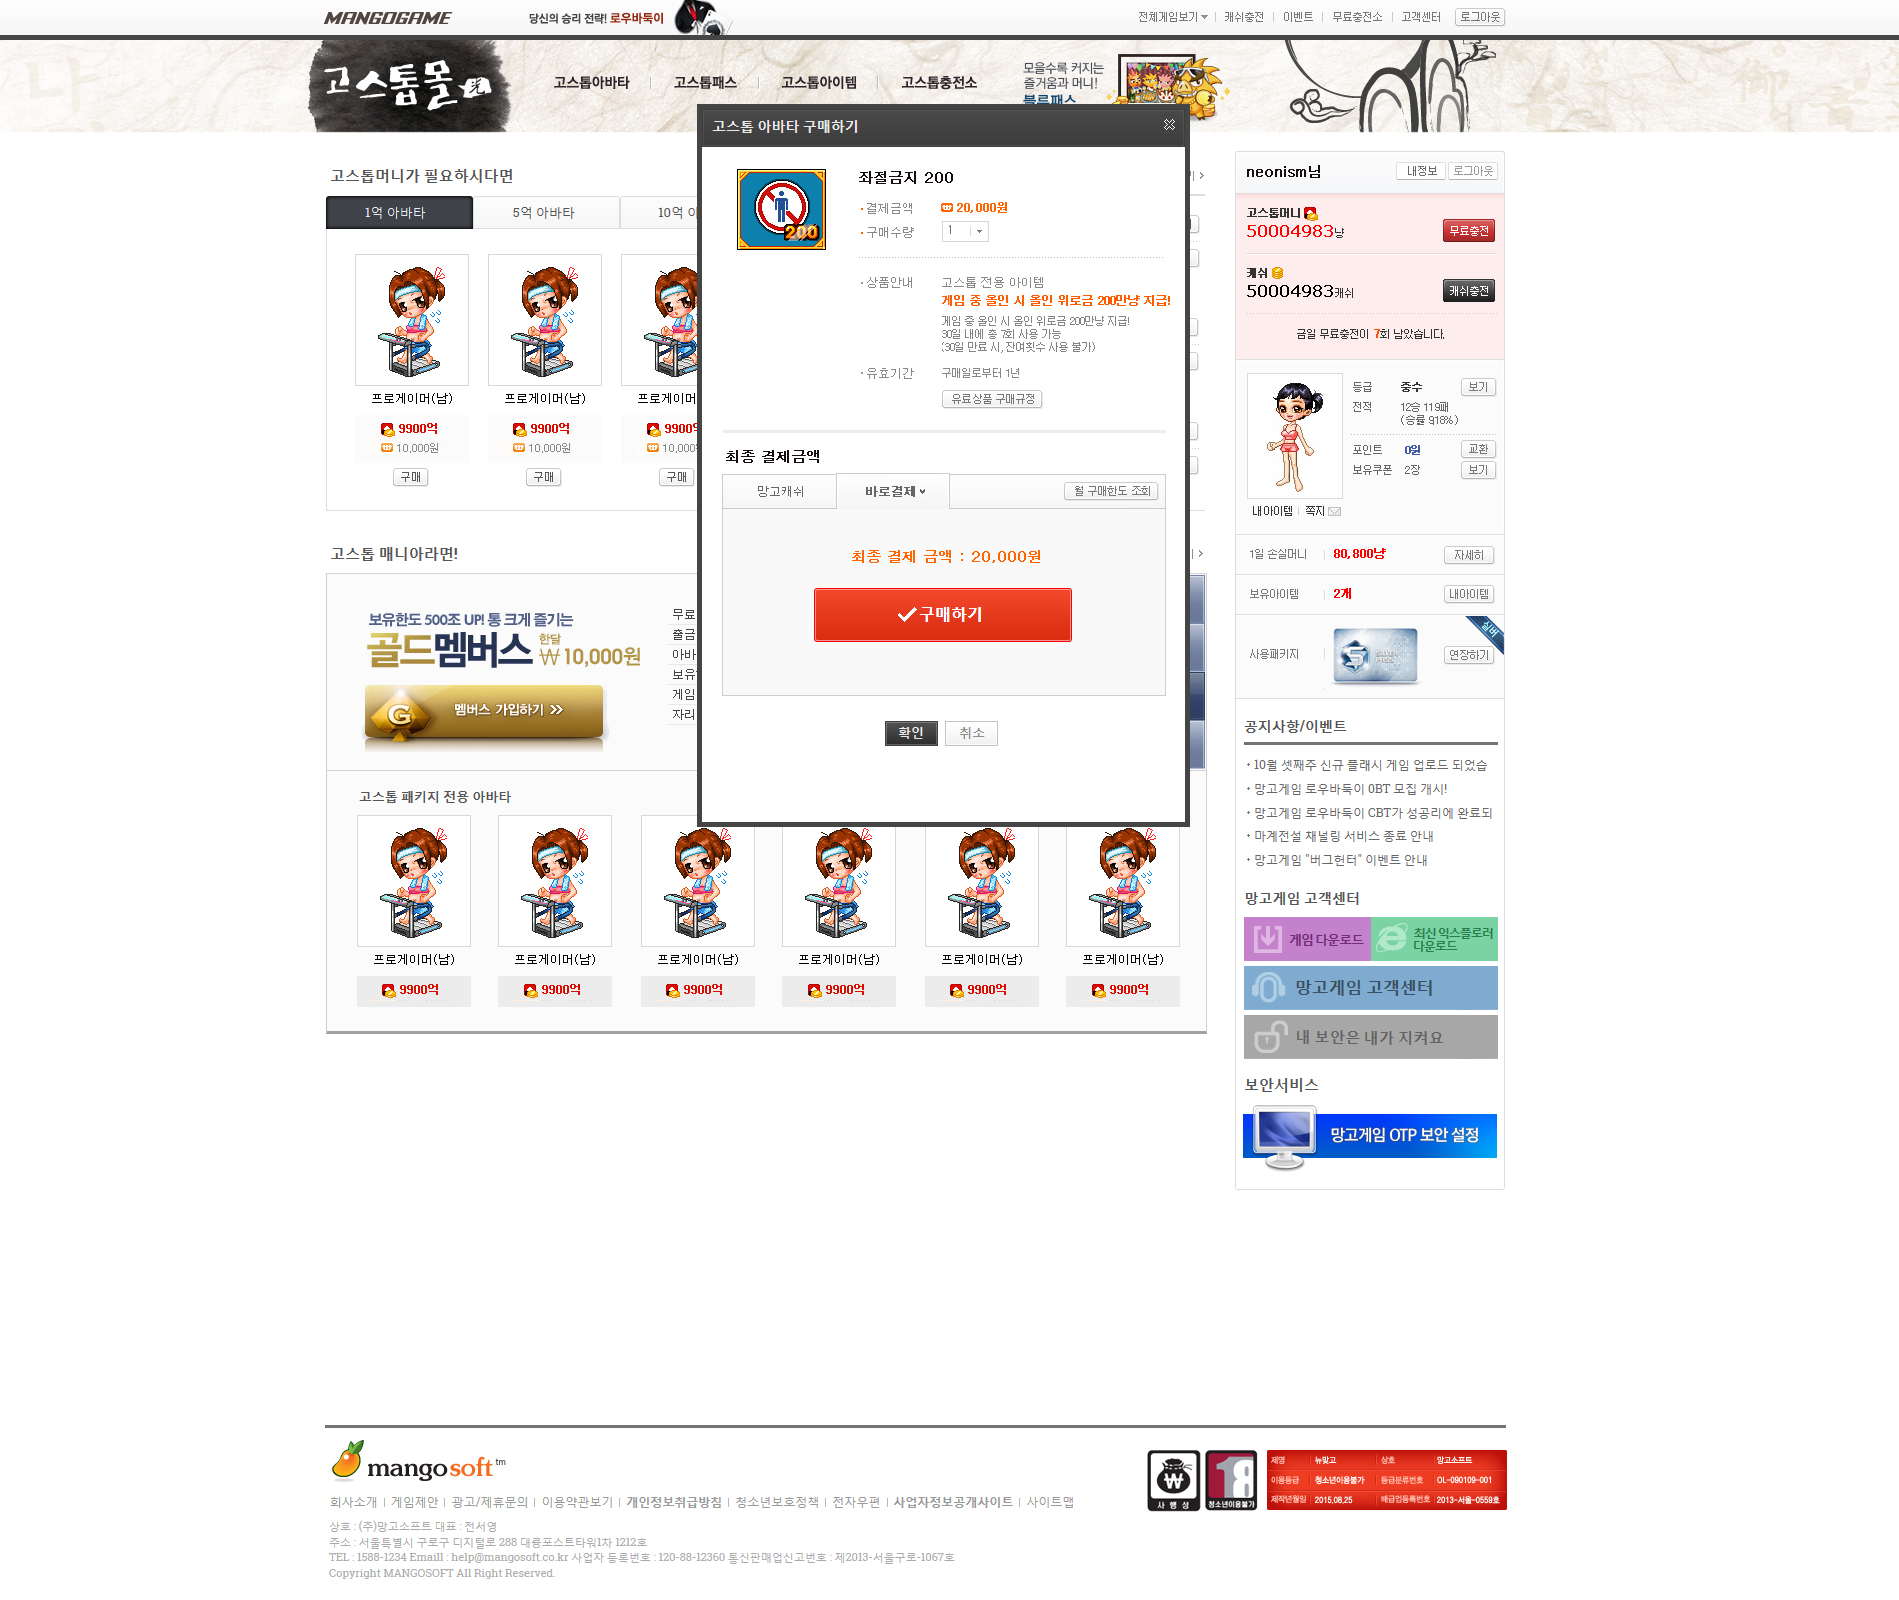 MANGOGAME
당신의 승리 전략! 로우바둑이
전체게임보기
캐쉬충전
이벤트
무료충전소
고객센터
로그아웃
고스톱몰
고스톱아바타
고스톱패스
고스톱아이템
고스톱충전소
모을수록 커지는
즐거움과 머니!
블루패스
고스톱머니가 필요하시다면
1억 아바타
5억 아바타
프로게이머(남)
9900억
10,000원
구매
프로게이머(남)
9900억
10,000원
구매
구매
고스톱 아바타 구매하기
200
좌절금지 200
결제금액
20,000원
구매수량
1
상품안내
고스톱 전용 아이템
게임 중 올인 시 올인 위로금 200만냥 지급!
게임 중 올인 시 올인 위로금 200만냥 지급!
30일 내에 총 7회 사용 가능
(30일 만료 시, 잔여횟수 사용 불가)
유효기간
구매일로부터 1년
유료상품 구매규정
최종 결제금액
망고캐쉬
바로결제
월 구매한도 조회
최종 결제 금액 : 20,000원
구매하기
확인
취소
고스톱 매니아라면!
보유한도 500조 UP! 통 크게 즐기는
골드멤버스 한달 ₩10,000원
G
멤버스 가입하기
무료
출금
아바
보유
게임
자리
고스톱 패키지 전용 아바타
프로게이머(남)
프로게이머(남)
프로게이머(남)
프로게이머(남)
프로게이머(남)
프로게이머(남)
9900억
9900억
9900억
9900억
9900억
9900억
neonism님
내정보
로그아웃
고스톱머니
50004983냥
무료충전
캐쉬
50004983캐쉬
캐쉬충전
금일 무료충전이 7회 남았습니다.
등급
중수
보기
전적
12승 119패
(승률 9.18%)
포인트
0원
교환
보유쿠폰
2장
보기
내아이템
쪽지
1일 손실머니
80,800냥
자세히
보유아이템
2개
내아이템
사용패키지
실버
연장하기
공지사항/이벤트
10월 셋째주 신규 플래시 게임 업로드 되었습
망고게임 로우바둑이 OBT 모집 개시!
망고게임 로우바둑이 CBT가 성공리에 완료되
마계전설 채널링 서비스 종료 안내
망고게임 "버그헌터" 이벤트 안내
망고게임 고객센터
게임 다운로드
최신 익스플로러
다운로드
망고게임 고객센터
내 보안은 내가 지켜요
보안서비스
망고게임 OTP 보안 설정
mangosoft tm
회사소개
게임제안
광고/제휴문의
이용약관보기
개인정보취급방침
청소년보호정책
전자우편
사업자정보공개사이트
사이트맵
상호 : (주)망고소프트 대표 : 전서영
주소 : 서울특별시 구로구 디지털로 288 대륭포스트타워1차 1212호
TEL : 1588-1234 Emaill : help@mangosoft.co.kr 사업자 등록번호 : 120-88-12360 통신판매업신고번호 : 제2013-서울구로-1067호
Copyright MANGOSOFT All Right Reserved.
사행성
18
청소년이용불가
제명
뉴맞고
상호
망고소프트
이용등급
청소년이용불가
등급분류번호
OL-090109-001
제작년월일
2015.08.25
배급업등록번호
2013-서울-0559호